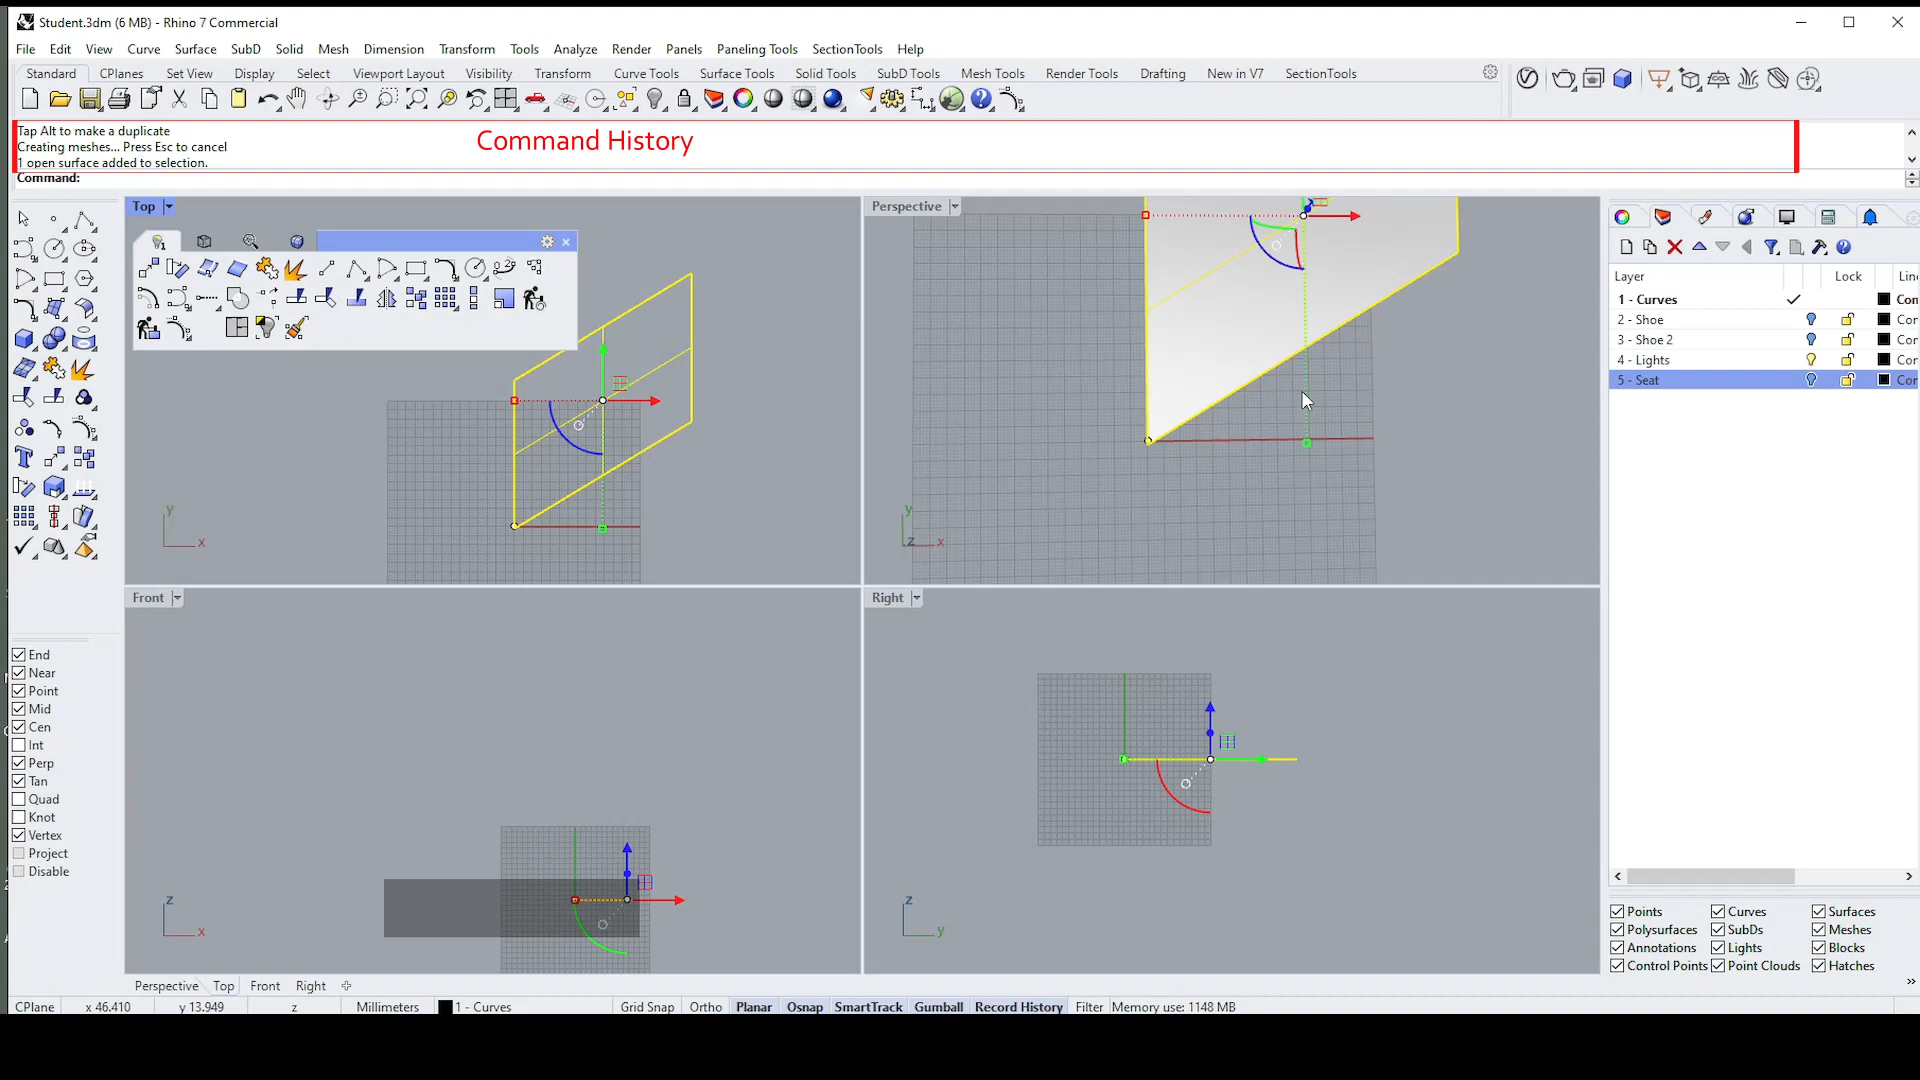 Student.3dm (6 MB) - Rhino 7 Commercial
File Edit View Curve Surface SubD Solid Mesh Dimension Transform Tools Analyze Render Panels Paneling Tools SectionTools Help
Standard CPlanes Set View Display Select Viewport Layout Visibility Transform Curve Tools Surface Tools Solid Tools SubD Tools Mesh Tools Render Tools Drafting New in V7 SectionTools
Tap Alt to make a duplicate
Creating meshes... Press Esc to cancel
1 open surface added to selection.
Command History
Command:
Top
Perspective
Layer Lock Line
1 - Curves Con
2 - Shoe Con
3 - Shoe 2 Con
4 - Lights Con
5 - Seat Con
y
x
y
z x
Front
Right
End
Near
Point
Mid
Cen
Int
Perp
Tan
Quad
Knot
Vertex
Project
Disable
z
x
z
y
Points Curves Surfaces
Polysurfaces SubDs Meshes
Annotations Lights Blocks
Control Points Point Clouds Hatches
Perspective Top Front Right
CPlane x 46.410 y 13.949 z Millimeters 1 - Curves Grid Snap Ortho Planar Osnap SmartTrack Gumball Record History Filter Memory use: 1148 MB